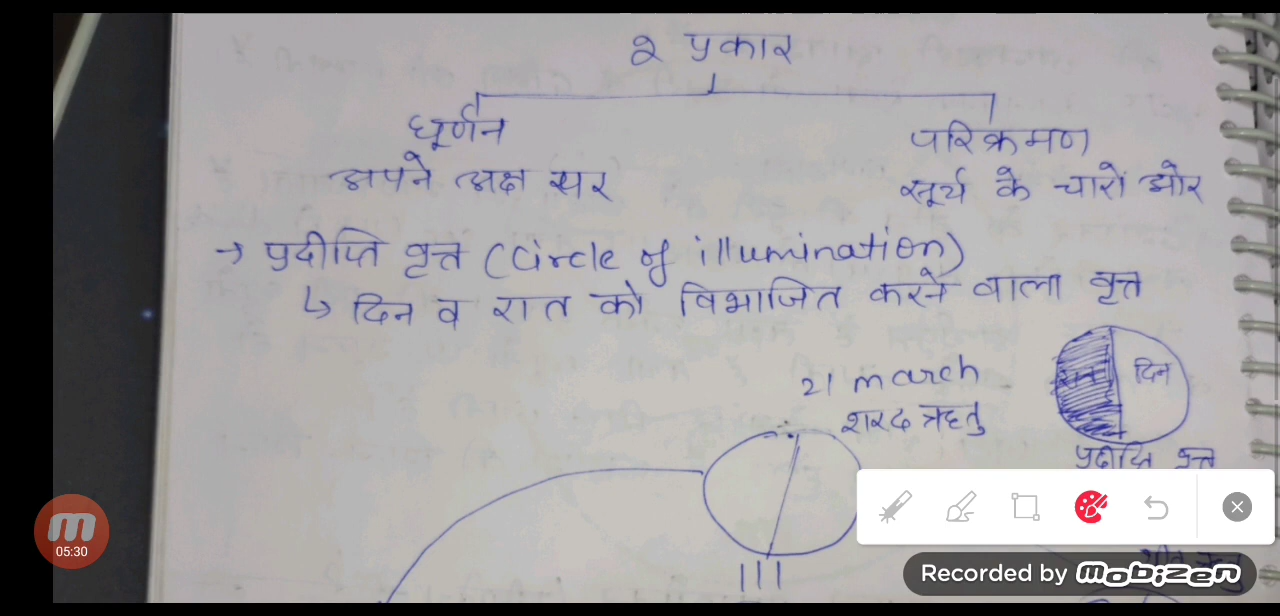 २ प्रकार
घूर्णन
परिक्रमण
अपने अक्ष पर
सूर्य के चारों ओर
→ प्रदीप्ति वृत्त (Circle of illumination)
↳ दिन व रात को विभाजित करने वाला वृत्त
21 march
शरद ऋतु
रात दिन
प्रदीप्ति वृत्त
05:30
Recorded by mobizen